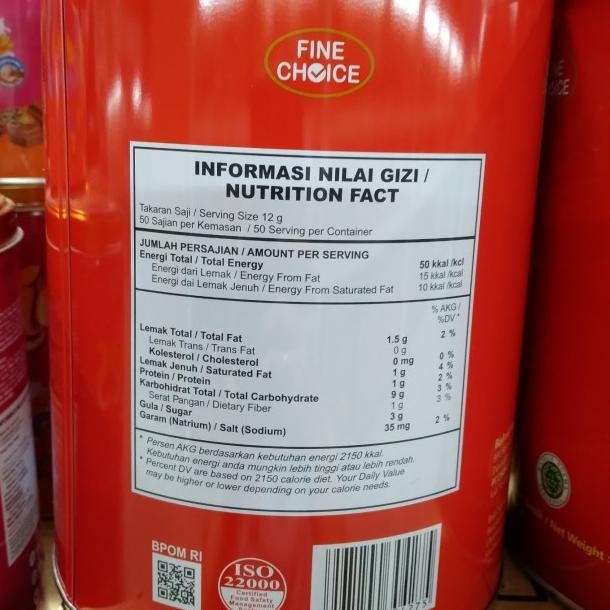 FINE
CHOICE
INFORMASI NILAI GIZI /
NUTRITION FACT
Takaran Saji / Serving Size 12 g
50 Sajian per Kemasan / 50 Serving per Container
JUMLAH PERSAJIAN / AMOUNT PER SERVING
Energi Total / Total Energy 50 kkal /kcl
Energi dari Lemak / Energy From Fat 15 kkal /kcal
Energi dai Lemak Jenuh / Energy From Saturated Fat 10 kkal /kcal
% AKG /
%DV *
Lemak Total / Total Fat 1.5 g 2 %
Lemak Trans / Trans Fat 0 g
Kolesterol / Cholesterol 0 mg 0 %
Lemak Jenuh / Saturated Fat 1 g 4 %
Protein / Protein 1 g 2 %
Karbohidrat Total / Total Carbohydrate 9 g 3 %
Serat Pangan / Dietary Fiber 1 g 3 %
Gula / Sugar 3 g
Garam (Natrium) / Salt (Sodium) 35 mg 2 %
* Persen AKG berdasarkan kebutuhan energi 2150 kkal.
Kebutuhan energi anda mungkin lebih tinggi atau lebih rendah.
* Percent DV are based on 2150 calorie diet. Your Daily Value
may be higher or lower depending on your calorie needs.
BPOM RI
ISO
22000
Certified
Food Safety
Management
/ Net Weight :